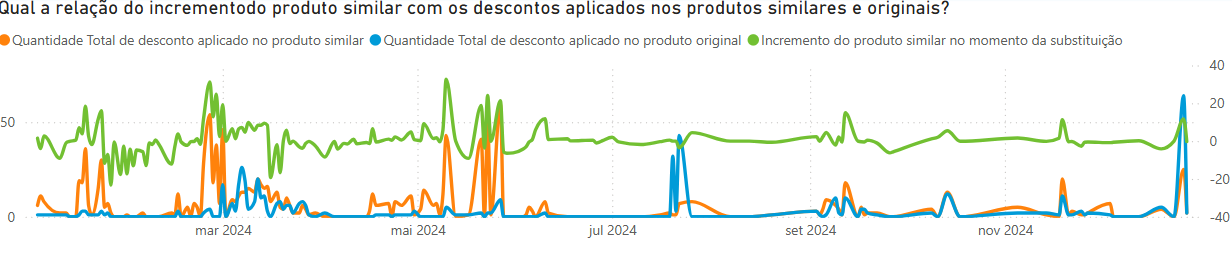 Qual a relação do incrementodo produto similar com os descontos aplicados nos produtos similares e originais?
Quantidade Total de desconto aplicado no produto similar Quantidade Total de desconto aplicado no produto original Incremento do produto similar no momento da substituição
40
20
50
0
-20
0
-40
mar 2024 mai 2024 jul 2024 set 2024 nov 2024